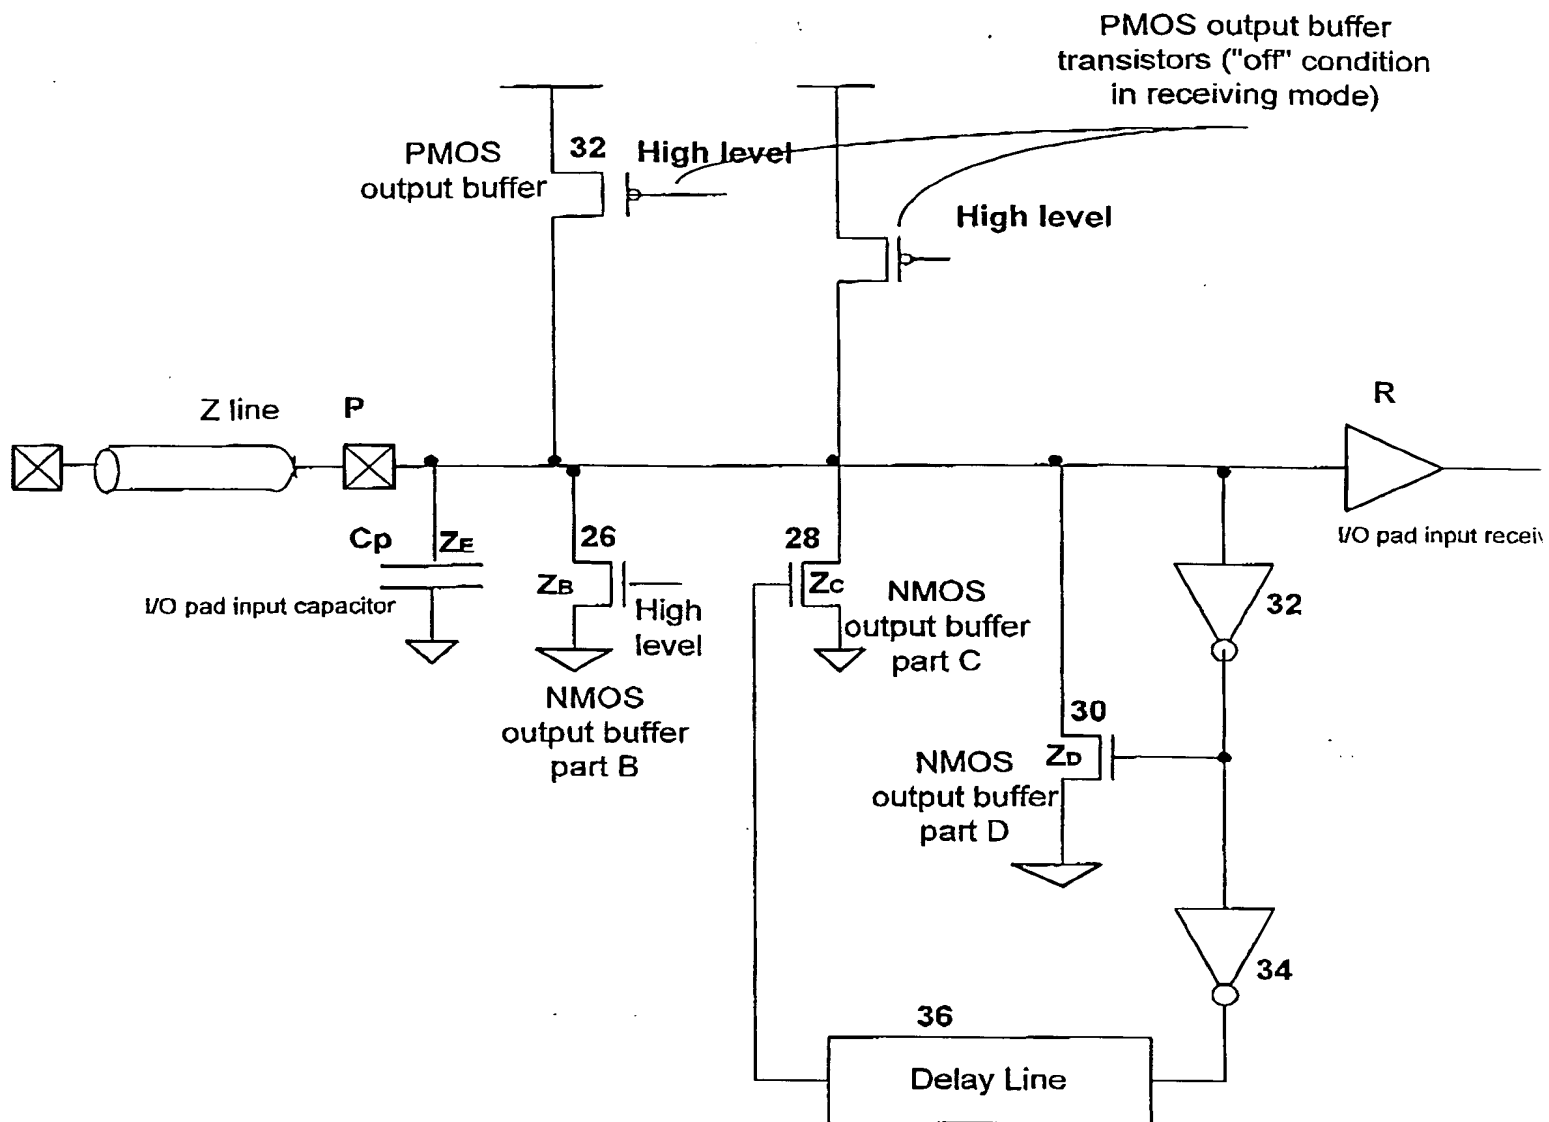 PMOS output buffer
transistors ("off" condition
in receiving mode)
PMOS
output buffer
32
High level
High level
Z line
P
R
I/O pad input
Cp
ZE
I/O pad input capacitor
26
ZB
High
level
NMOS
output buffer
part B
28
ZC
NMOS
output buffer
part C
32
30
ZD
NMOS
output buffer
part D
34
36
Delay Line